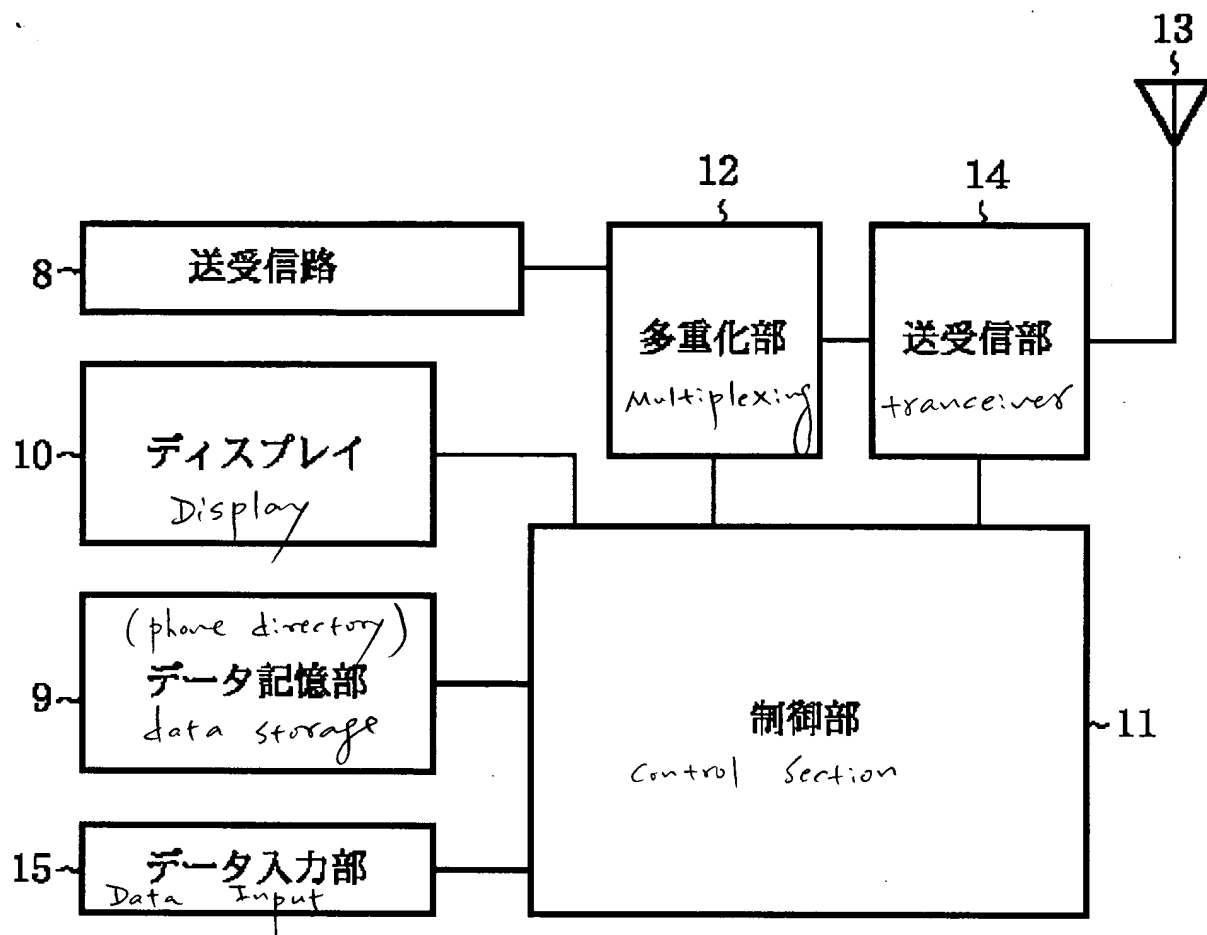 13
12
14
8
送受信路
多重化部
Multiplexing
送受信部
tranceiver
10
ディスプレイ
Display
(phone directory)
9
データ記憶部
data storage
制御部
11
Control Section
15
データ入力部
Data Input